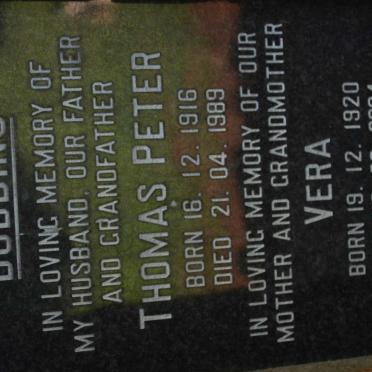 IN LOVING MEMORY OF
MY HUSBAND, OUR FATHER
AND GRANDFATHER
THOMAS PETER
BORN 16. 12. 1916
DIED 21. 04. 1989
IN LOVING MEMORY OF OUR
MOTHER AND GRANDMOTHER
VERA
BORN 19. 12. 1920